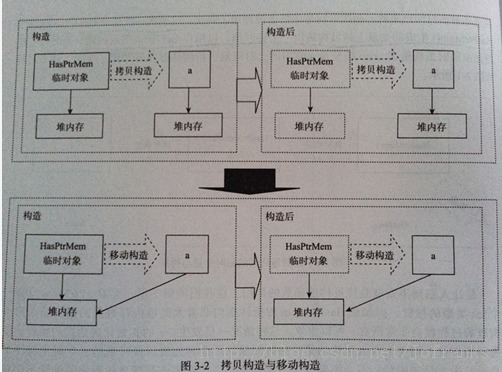 构造
HasPtrMem
临时对象
拷贝构造
a
堆内存
堆内存
构造后
HasPtrMem
临时对象
拷贝构造
a
堆内存
堆内存
构造
HasPtrMem
临时对象
移动构造
a
堆内存
构造后
HasPtrMem
临时对象
移动构造
a
堆内存
图 3-2 拷贝构造与移动构造